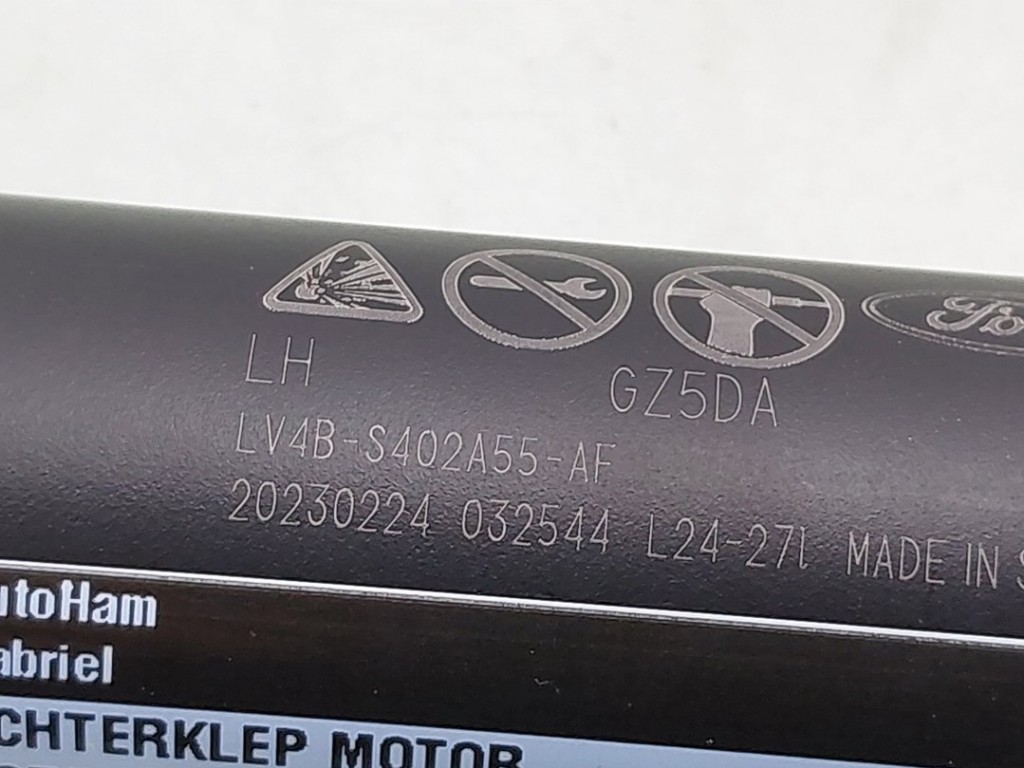 LH GZ5DA
LV4B-S402A55-AF
20230224 032544 L24-27l MADE IN
utoHam
abriel
CHTERKLEP MOTOR